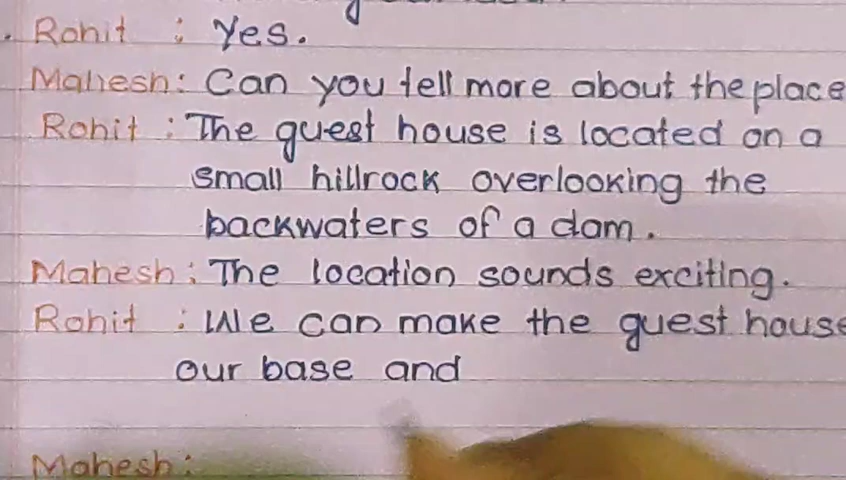 Rohit : Yes.
Mahesh: Can you tell more about the place
Rohit : The guest house is located on a
small hillrock overlooking the
backwaters of a dam.
Mahesh: The location sounds exciting.
Rohit : We can make the guest house
our base and
Mahesh: